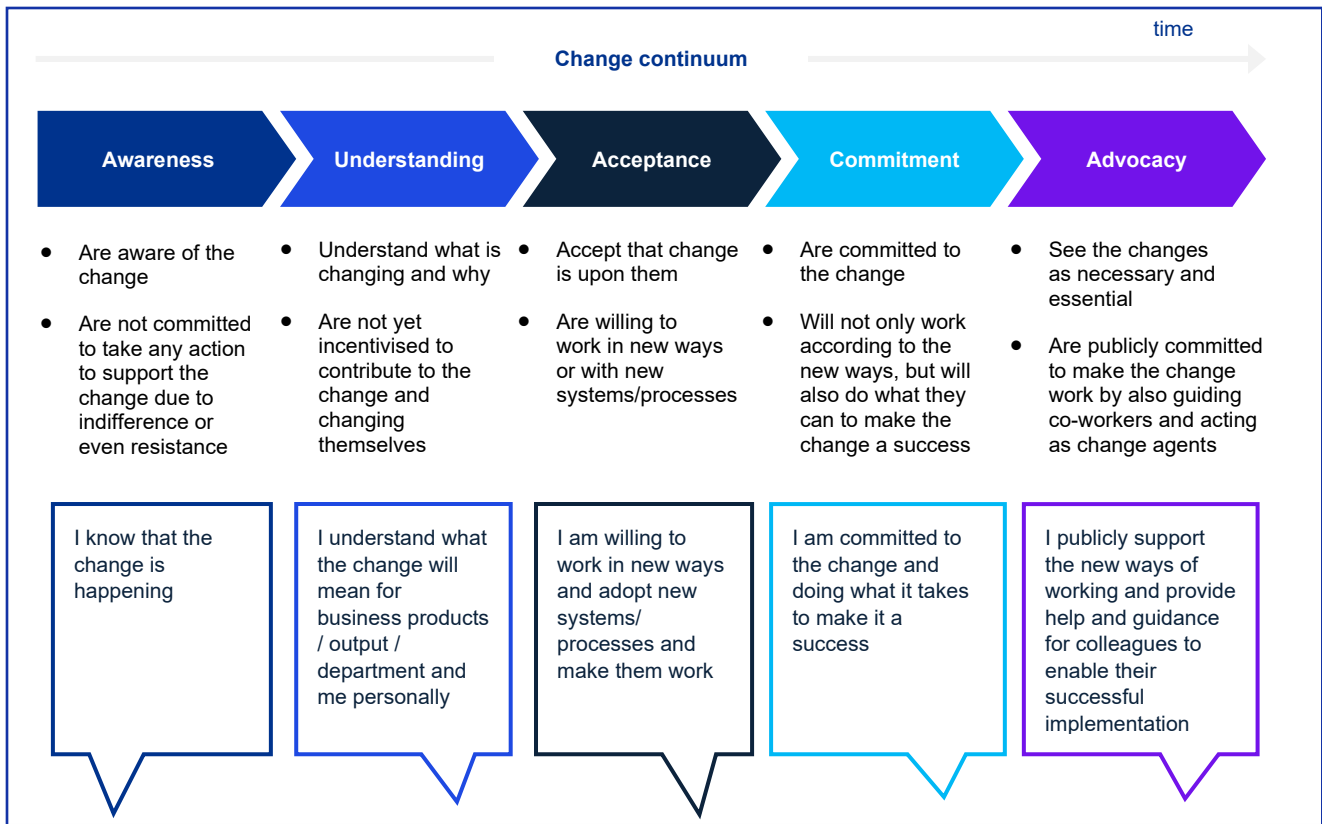 time
Change continuum
Awareness
Understanding
Acceptance
Commitment
Advocacy
● Are aware of the
change
● Are not committed
to take any action
to support the
change due to
indifference or
even resistance
● Understand what is
changing and why
● Are not yet
incentivised to
contribute to the
change and
changing
themselves
● Accept that change
is upon them
● Are willing to
work in new ways
or with new
systems/processes
● Are committed to
the change
● Will not only work
according to the
new ways, but will
also do what they
can to make the
change a success
● See the changes
as necessary and
essential
● Are publicly committed
to make the change
work by also guiding
co-workers and acting
as change agents
I know that the
change is
happening
I understand what
the change will
mean for
business products
/ output /
department and
me personally
I am willing to
work in new ways
and adopt new
systems/
processes and
make them work
I am committed to
the change and
doing what it takes
to make it a
success
I publicly support
the new ways of
working and provide
help and guidance
for colleagues to
enable their
successful
implementation